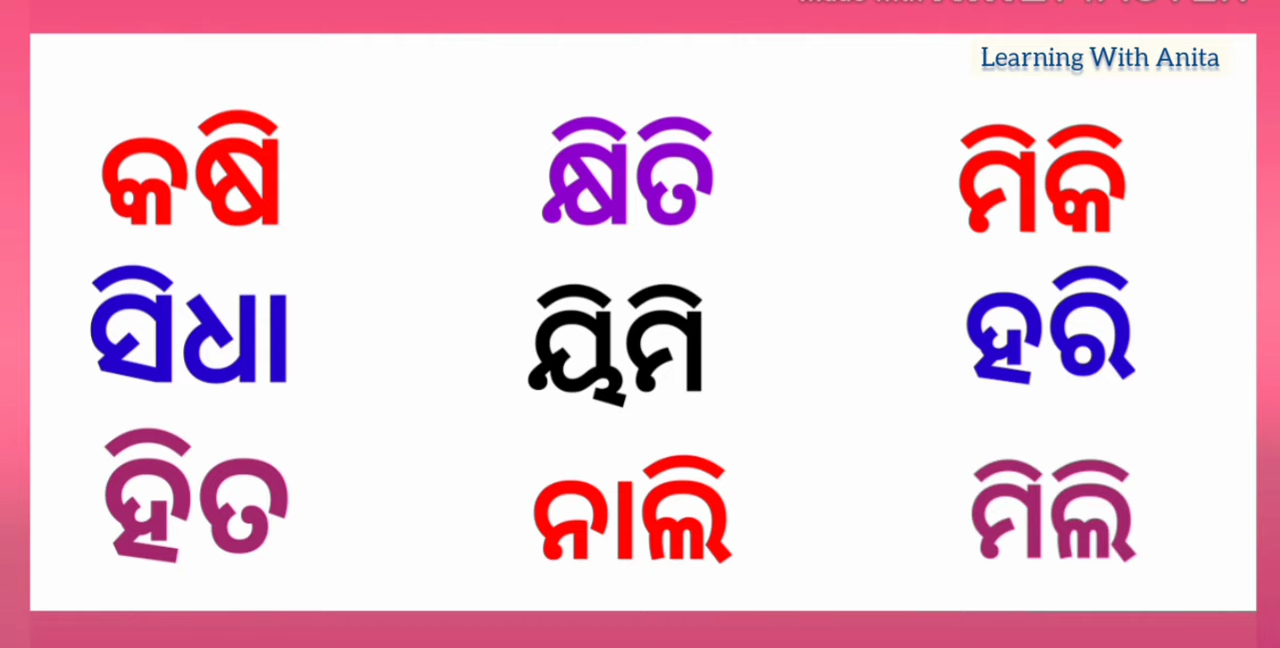 Learning With Anita
କଷି କ୍ଷିତି ମିକି
ସିଧା ୟିମି ହରି
ହିତ ନାଲି ମିଲି